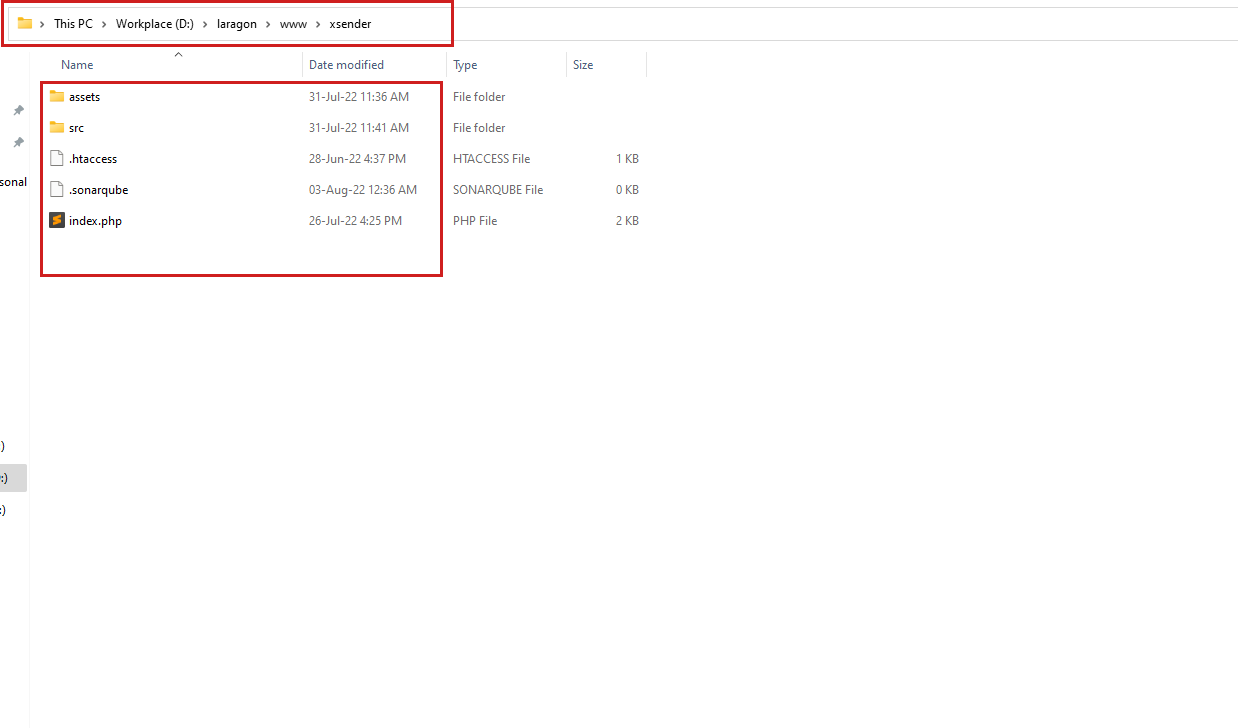 This PC > Workplace (D:) > laragon > www > xsender
Name Date modified Type Size
assets 31-Jul-22 11:36 AM File folder
src 31-Jul-22 11:41 AM File folder
.htaccess 28-Jun-22 4:37 PM HTACCESS File 1 KB
sonal
.sonarqube 03-Aug-22 12:36 AM SONARQUBE File 0 KB
index.php 26-Jul-22 4:25 PM PHP File 2 KB
)
:)
:)